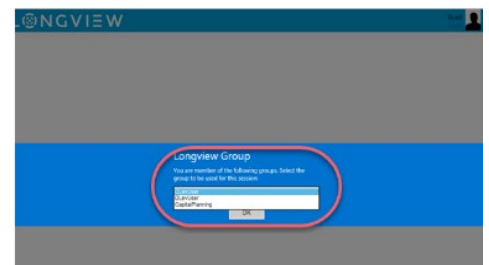 LONGVIEW
Longview Group
You are member of the following groups. Select the
group to be used for this session
CapitalPlanning
OK